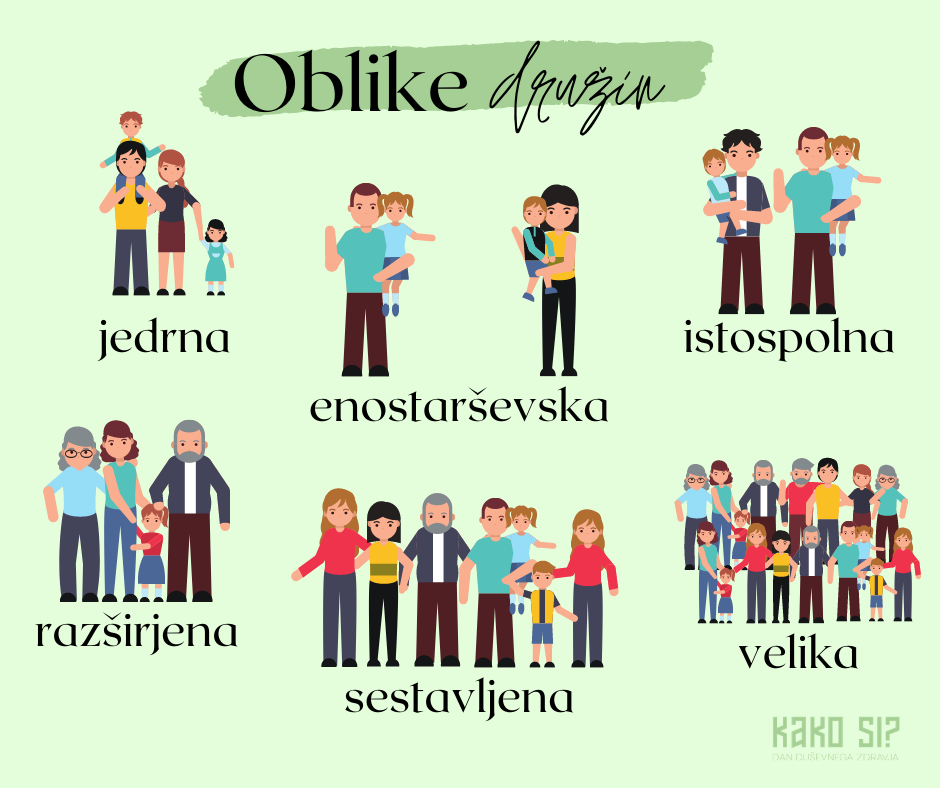 Oblike družin
jedrna
enostarševska
istospolna
razširjena
sestavljena
velika
KAKO SI?
DAN DUŠEVNEGA ZDRAVJA